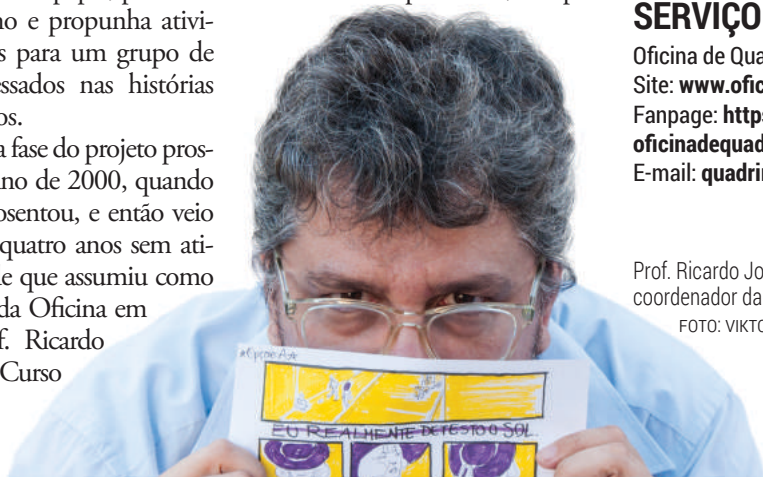 no e propunha ativi-
para um grupo de
essados nas histórias
os.
a fase do projeto pros-
ano de 2000, quando
osentou, e então veio
quatro anos sem ati-
e que assumiu como
da Oficina em
f. Ricardo
Curso
SERVIÇO
Oficina de Qua
Site: www.ofic
Fanpage: https
oficinadequad
E-mail: quadri
Prof. Ricardo Jo
coordenador da
FOTO: VIKTO
EU REALMENTE DETESTO O SOL.